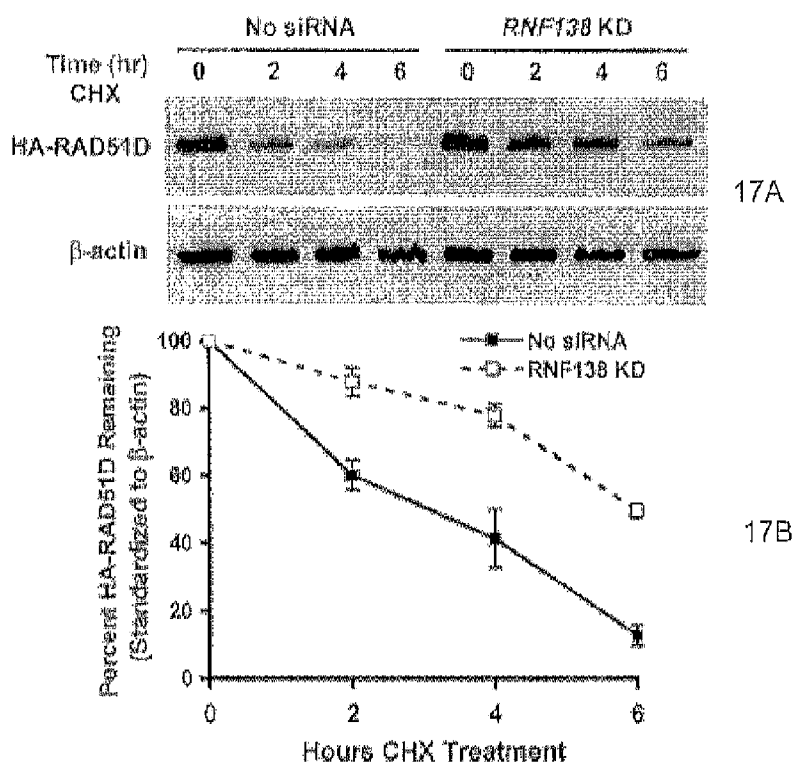 No siRNA RNF138 KD
Time (hr) 0 2 4 6 0 2 4 6
CHX
HA-RAD51D
17A
β-actin
100
80
60
40
20
0
Percent HA-RAD51D Remaining
(Standardized to β-actin)
No siRNA
RNF138 KD
17B
0 2 4 6
Hours CHX Treatment